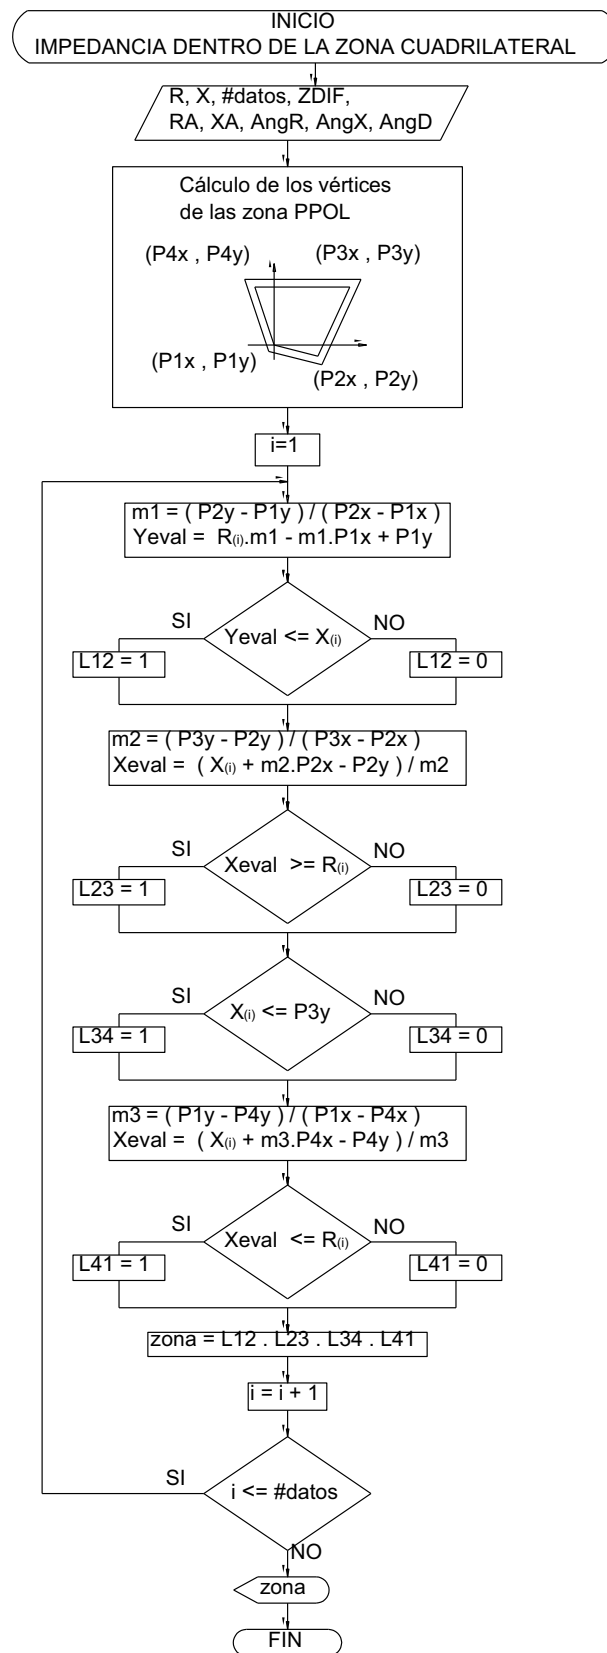 INICIO
IMPEDANCIA DENTRO DE LA ZONA CUADRILATERAL
R, X, #datos, ZDIF,
RA, XA, AngR, AngX, AngD
Cálculo de los vértices
de las zona PPOL
(P4x , P4y) (P3x , P3y)
(P1x , P1y)
(P2x , P2y)
i=1
m1 = ( P2y - P1y ) / ( P2x - P1x )
Yeval = R(i).m1 - m1.P1x + P1y
SI NO
Yeval <= X(i)
L12 = 1 L12 = 0
m2 = ( P3y - P2y ) / ( P3x - P2x )
Xeval = ( X(i) + m2.P2x - P2y ) / m2
SI NO
Xeval >= R(i)
L23 = 1 L23 = 0
SI NO
X(i) <= P3y
L34 = 1 L34 = 0
m3 = ( P1y - P4y ) / ( P1x - P4x )
Xeval = ( X(i) + m3.P4x - P4y ) / m3
SI NO
Xeval <= R(i)
L41 = 1 L41 = 0
zona = L12 . L23 . L34 . L41
i = i + 1
SI
i <= #datos
NO
zona
FIN